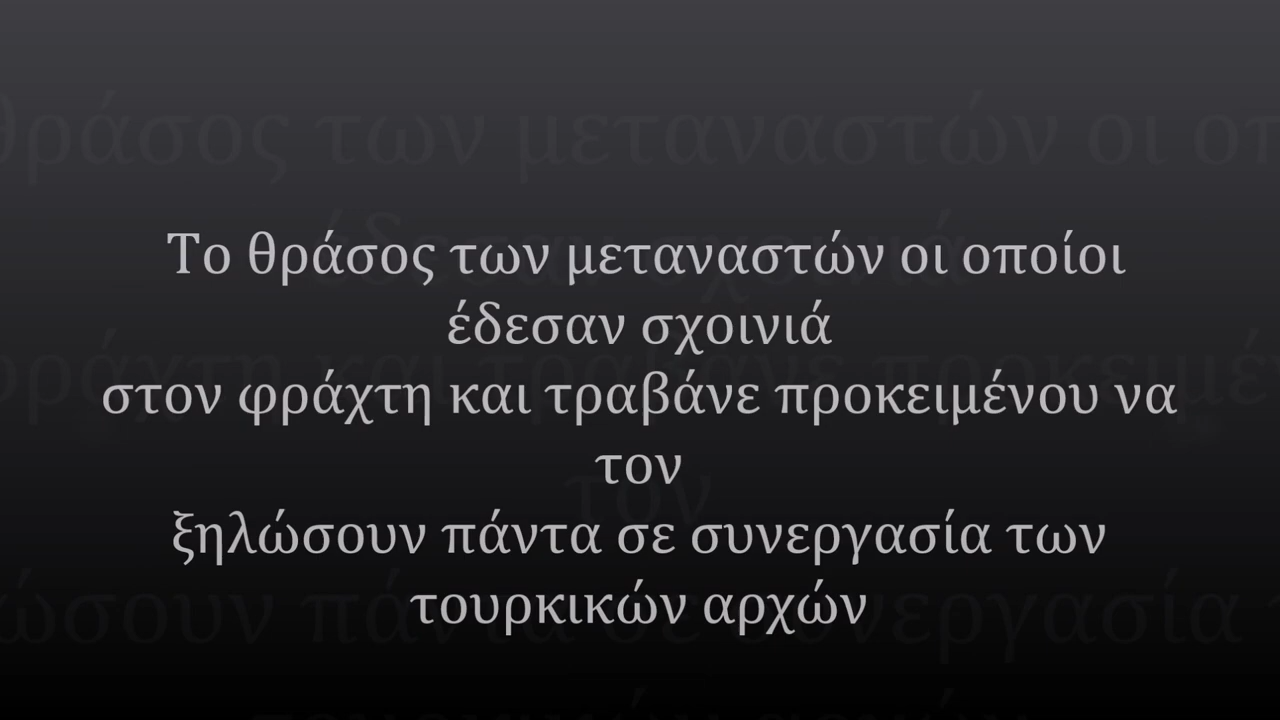 Το θράσος των μεταναστών οι οποίοι
έδεσαν σχοινιά
στον φράχτη και τραβάνε προκειμένου να
τον
ξηλώσουν πάντα σε συνεργασία των
τουρκικών αρχών